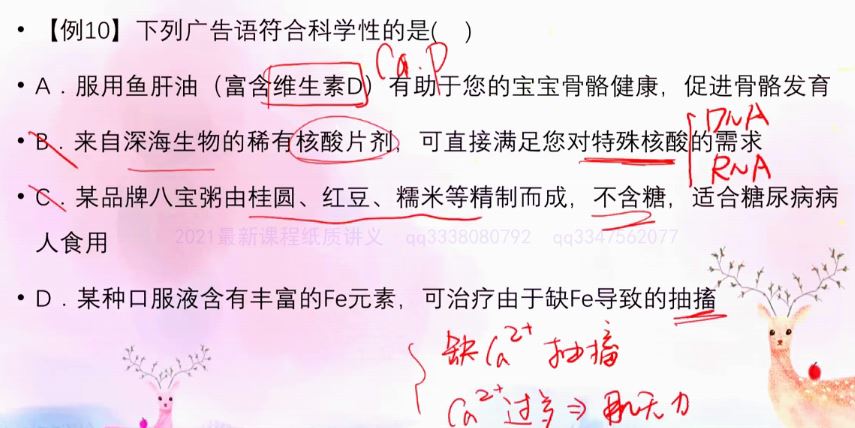 • 【例10】下列广告语符合科学性的是( )
Ca.P
• A．服用鱼肝油（富含维生素D）有助于您的宝宝骨骼健康，促进骨骼发育
DNA
• B．来自深海生物的稀有核酸片剂，可直接满足您对特殊核酸的需求
RNA
• C．某品牌八宝粥由桂圆、红豆、糯米等精制而成，不含糖，适合糖尿病病
人食用
2021最新课程纸质讲义 qq3338080792 qq3347562077
• D．某种口服液含有丰富的Fe元素，可治疗由于缺Fe导致的抽搐
缺Ca²⁺ 抽搐
Ca²⁺过多⇒肌无力